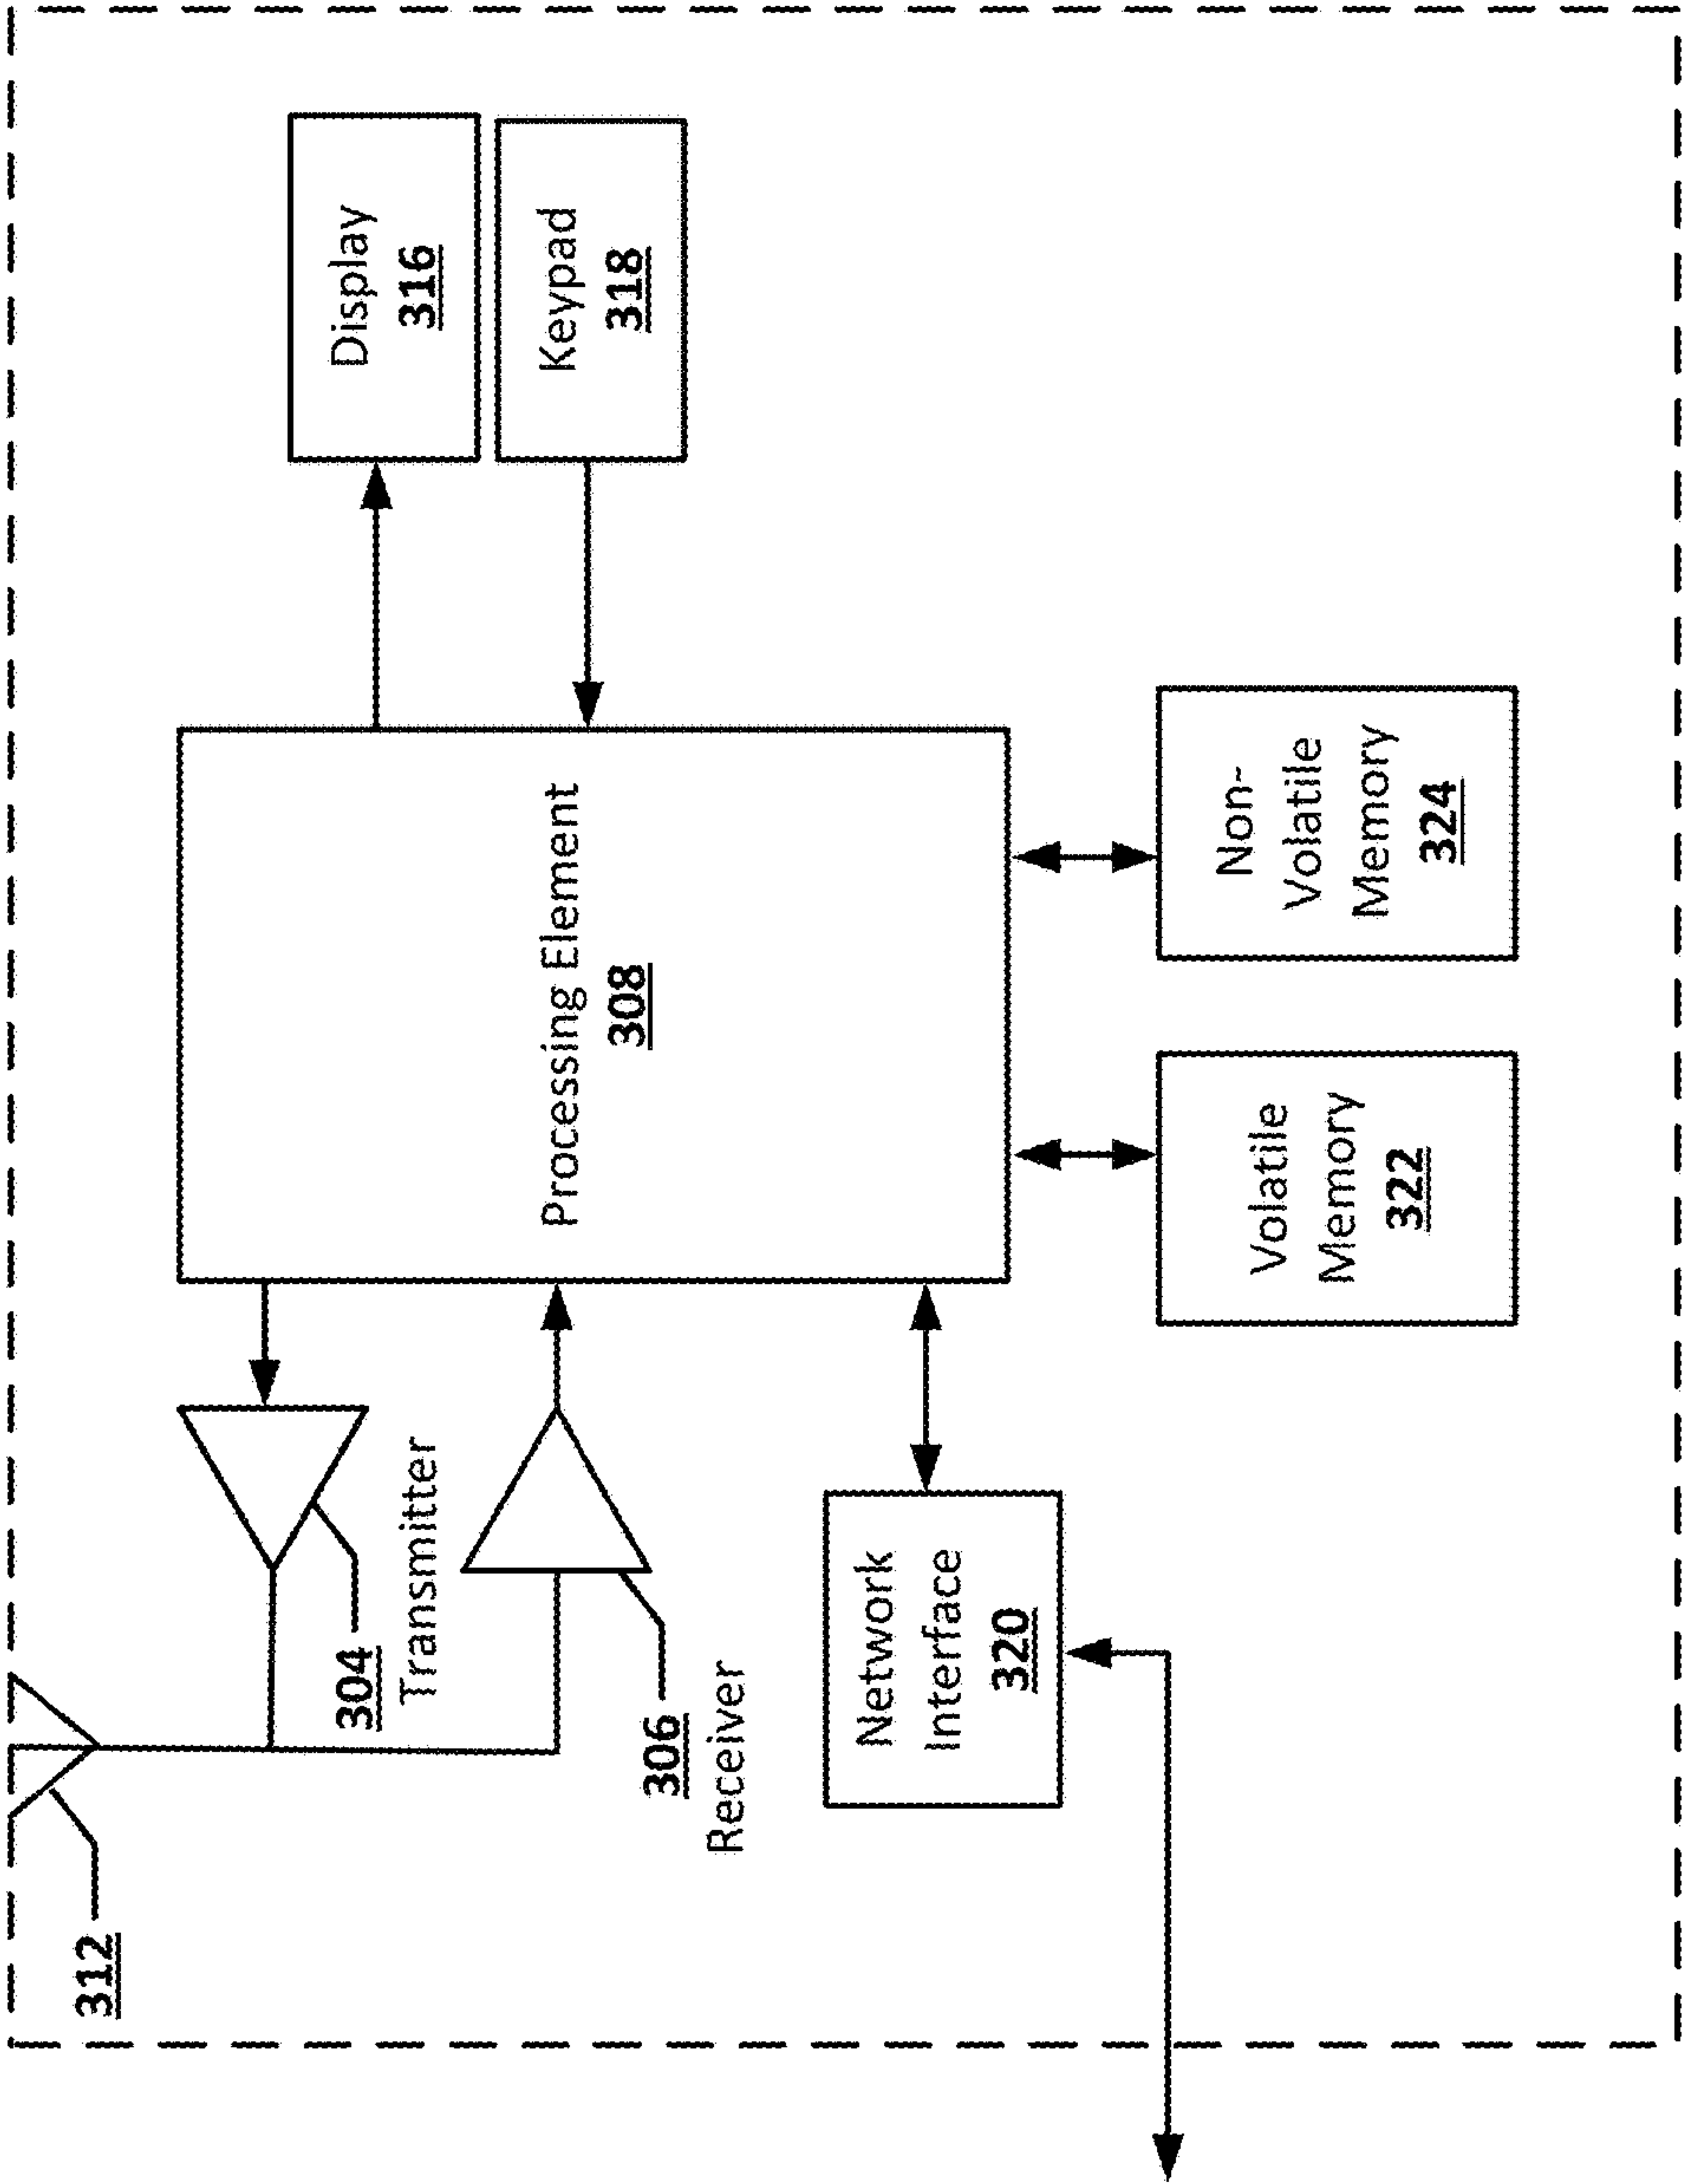 312
304
Transmitter
306
Receiver
Network
Interface
320
Processing Element
308
Display
316
Keypad
318
Volatile
Memory
322
Non-
Volatile
Memory
324